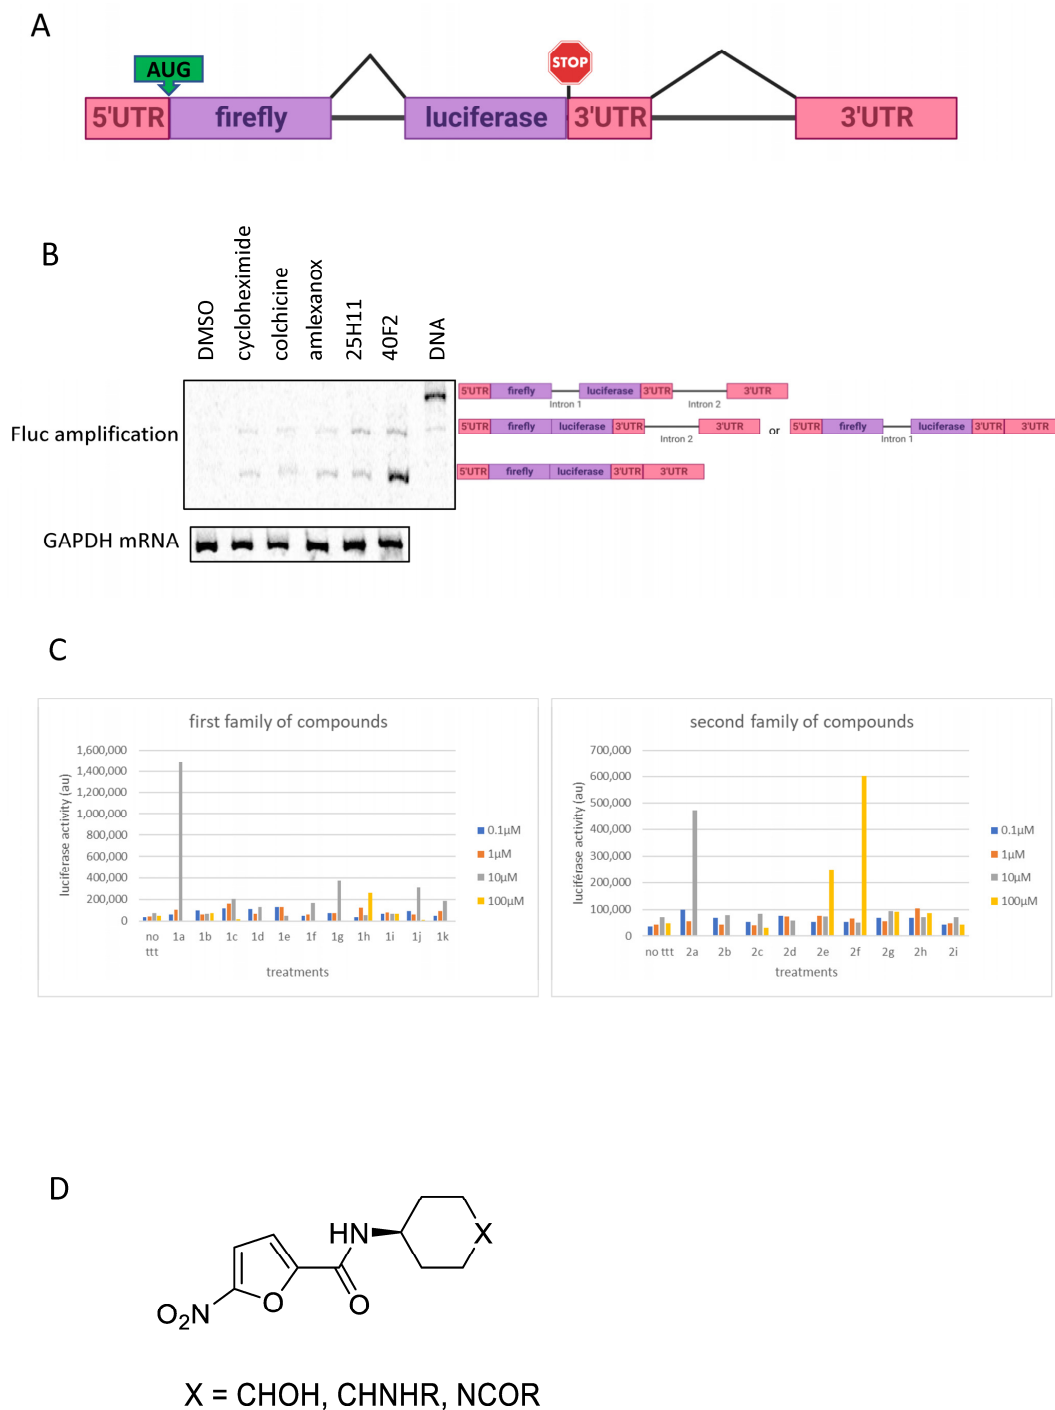 A
AUG
STOP
5'UTR firefly luciferase 3'UTR 3'UTR
B
DMSO
cycloheximide
colchicine
amlexanox
25H11
40F2
DNA
Fluc amplification
5'UTR firefly luciferase 3'UTR 3'UTR
Intron 1 Intron 2
5'UTR firefly luciferase 3'UTR 3'UTR or 5'UTR firefly luciferase 3'UTR 3'UTR
Intron 2 Intron 1
5'UTR firefly luciferase 3'UTR 3'UTR
GAPDH mRNA
C
first family of compounds
luciferase activity (au)
1,600,000
1,400,000
1,200,000
1,000,000
800,000
600,000
400,000
200,000
0
no ttt 1a 1b 1c 1d 1e 1f 1g 1h 1i 1j 1k
treatments
0.1µM
1µM
10µM
100µM
second family of compounds
luciférase activity (au)
700,000
600,000
500,000
400,000
300,000
200,000
100,000
0
no ttt 2a 2b 2c 2d 2e 2f 2g 2h 2i
treatments
0.1µM
1µM
10µM
100µM
D
HN
X
O
O
O₂N
X = CHOH, CHNHR, NCOR